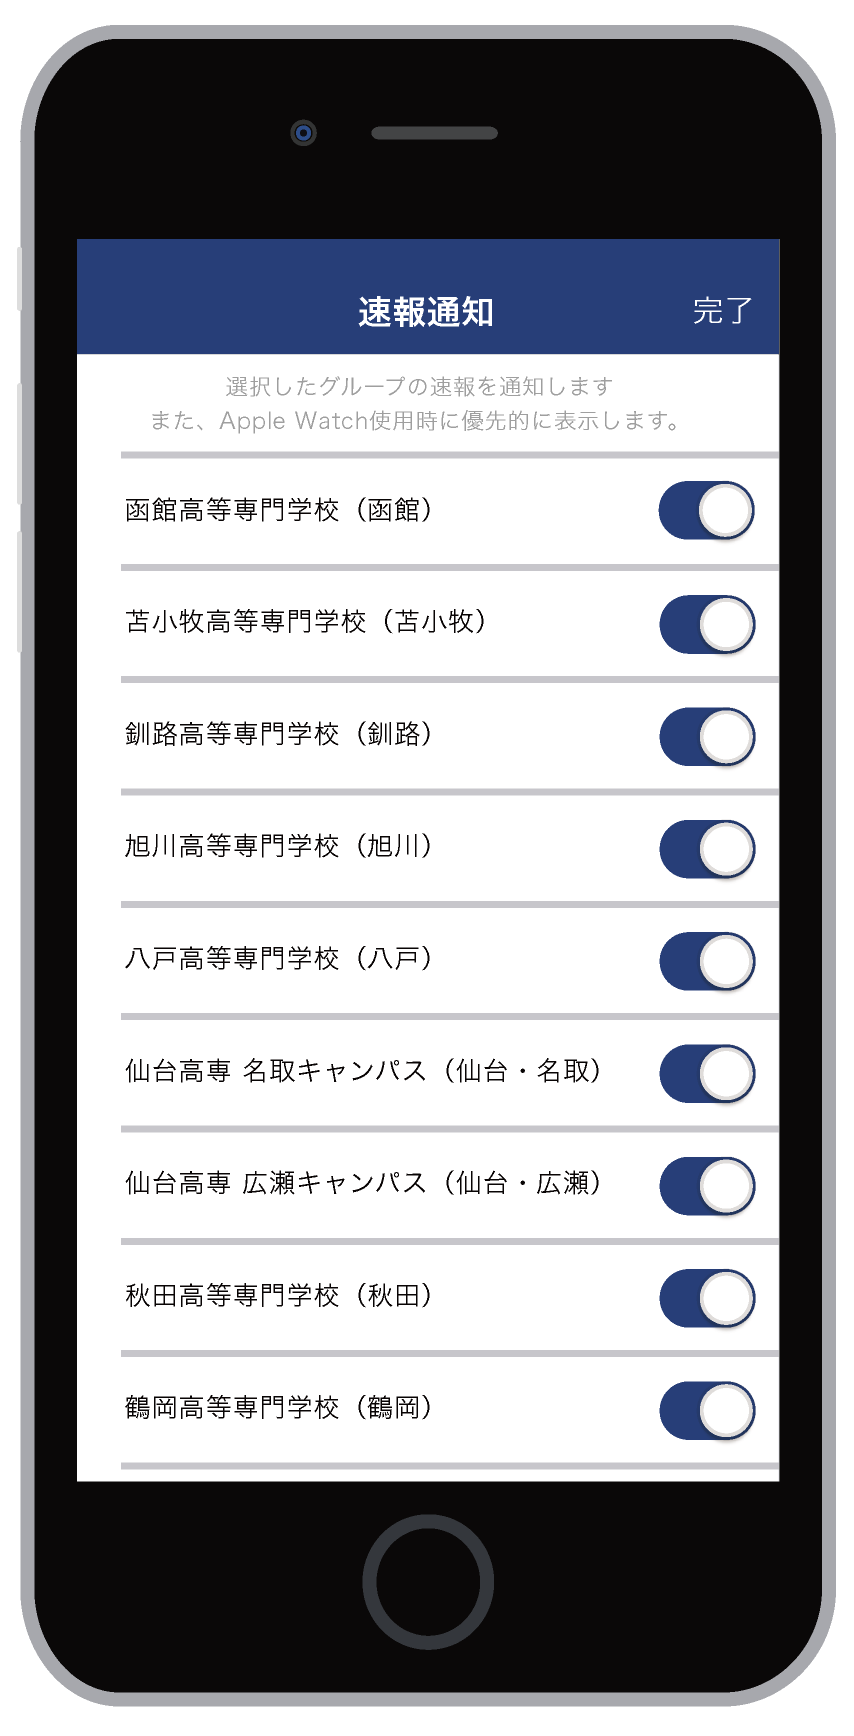 速報通知
完了
選択したグループの速報を通知します
また、Apple Watch使用時に優先的に表示します。
函館高等専門学校（函館）
苫小牧高等専門学校（苫小牧）
釧路高等専門学校（釧路）
旭川高等専門学校（旭川）
八戸高等専門学校（八戸）
仙台高専 名取キャンパス（仙台・名取）
仙台高専 広瀬キャンパス（仙台・広瀬）
秋田高等専門学校（秋田）
鶴岡高等専門学校（鶴岡）